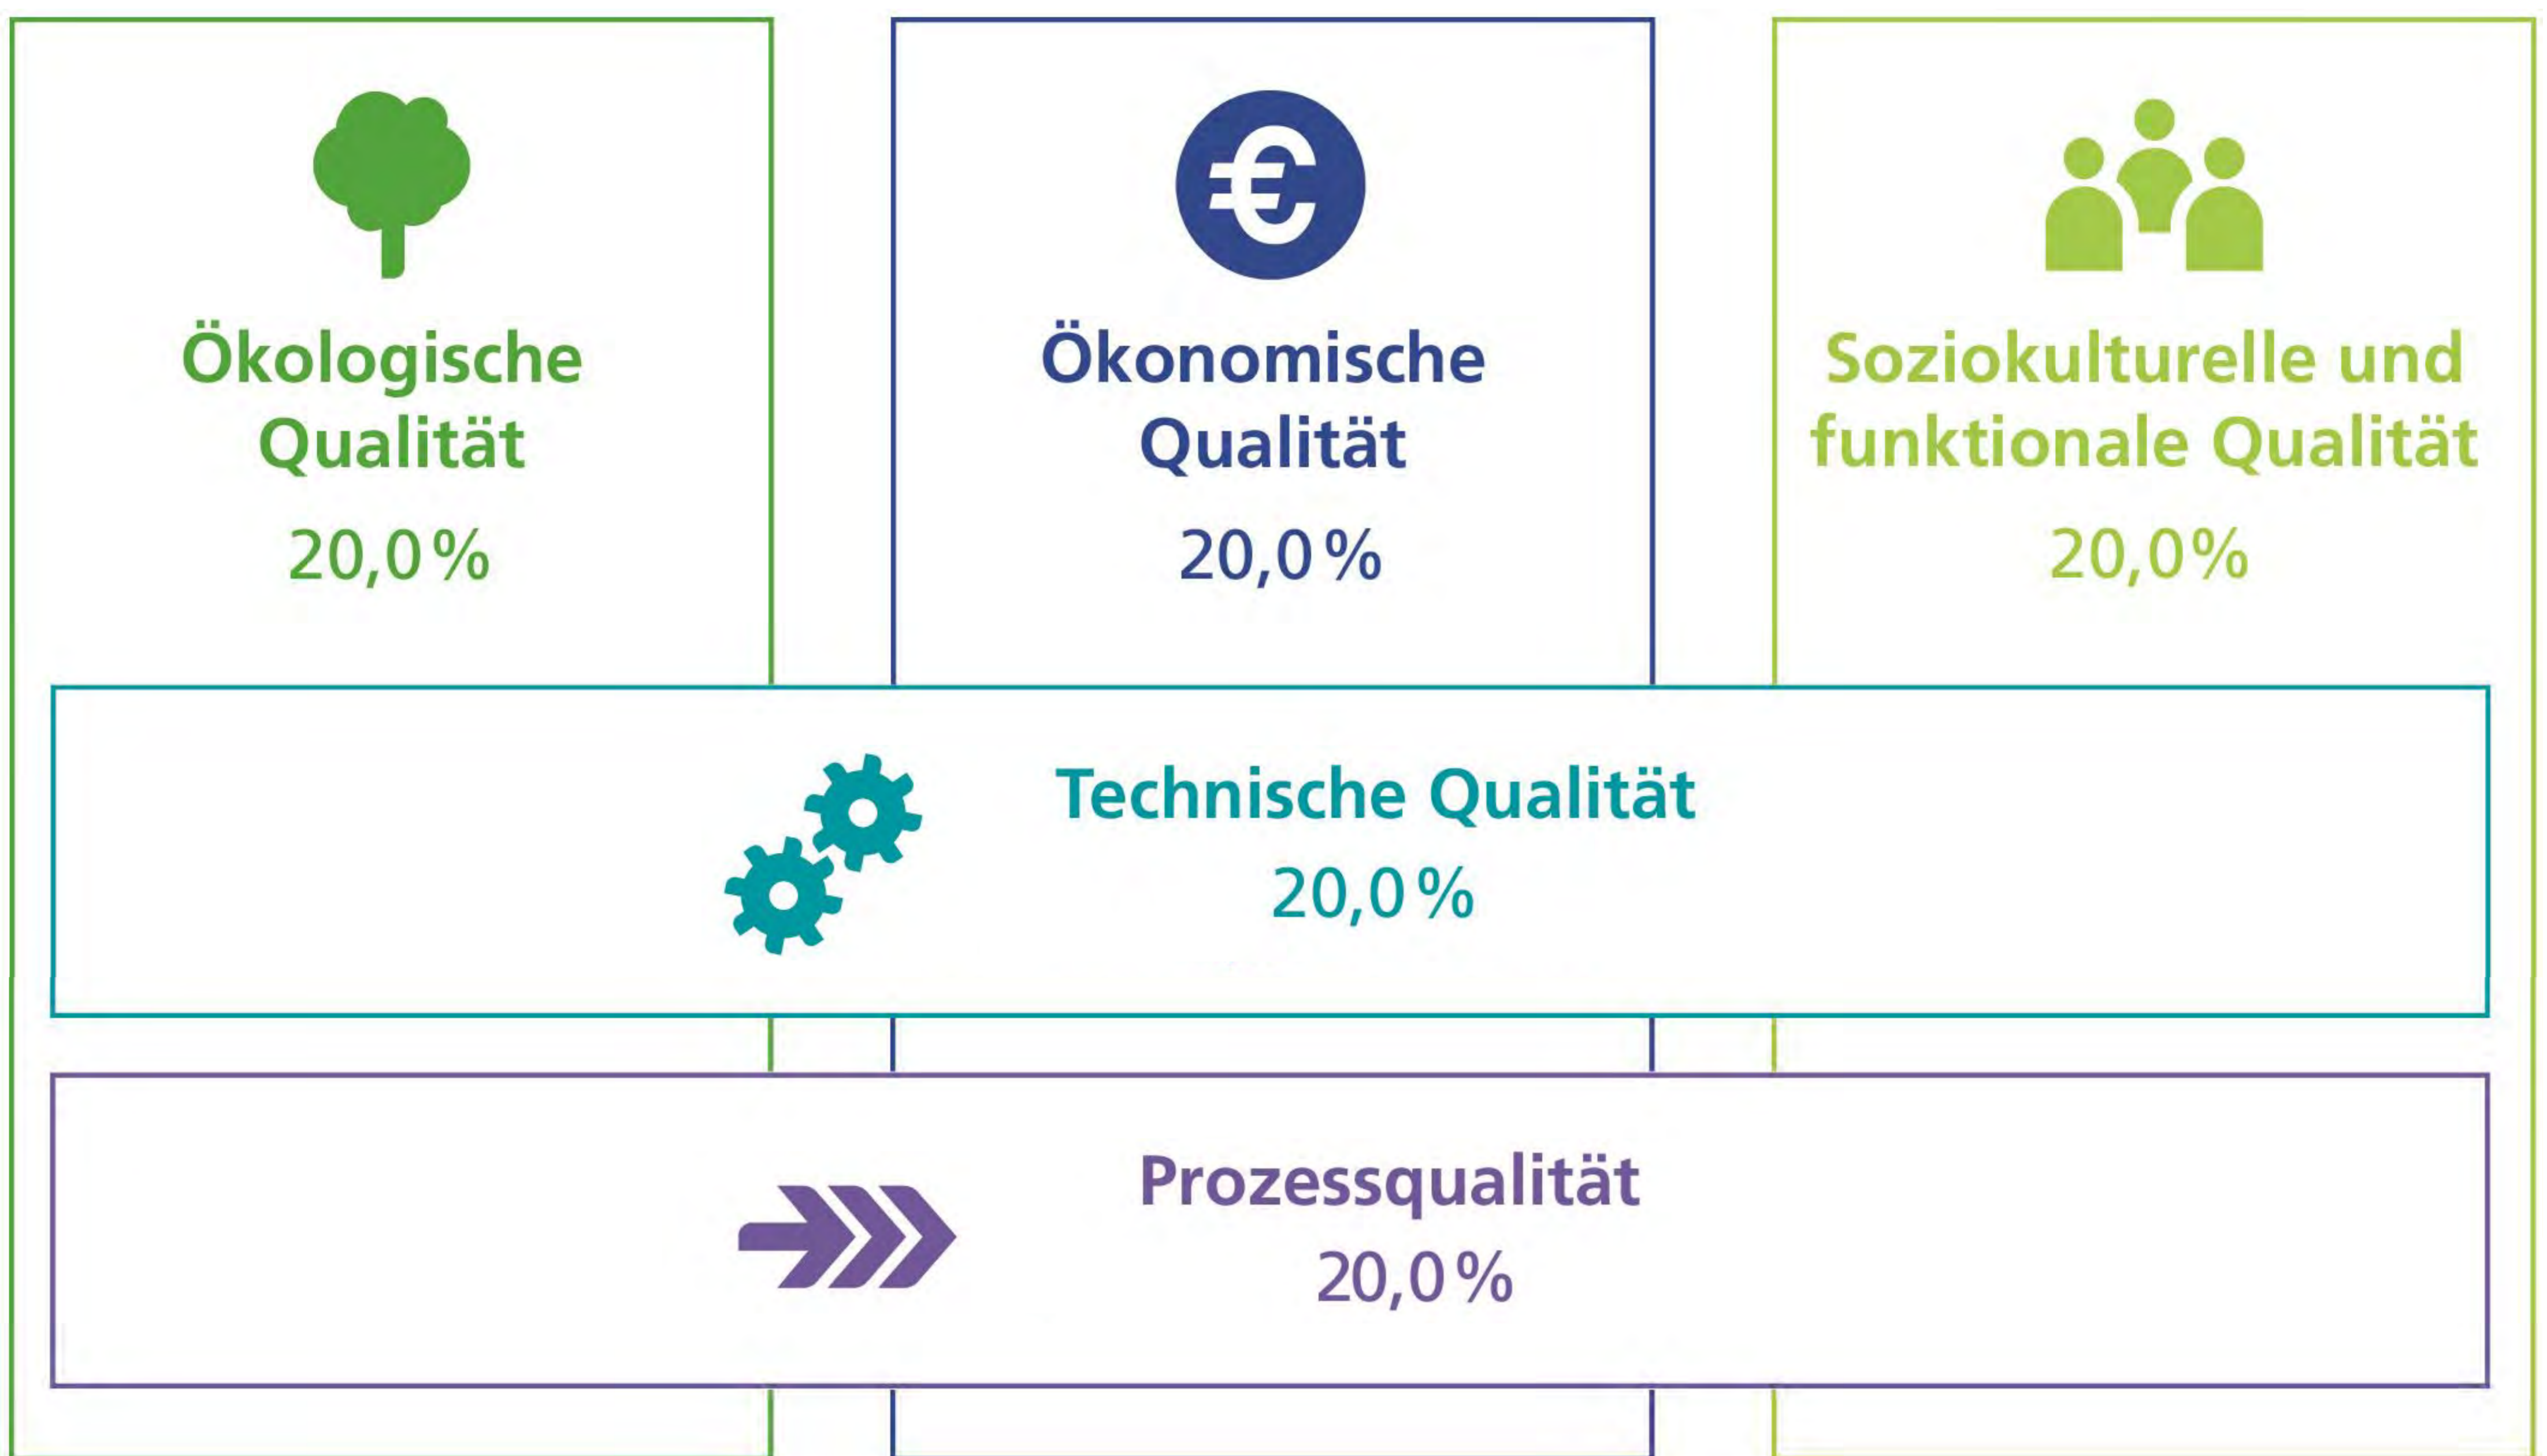 Ökologische
Qualität
20,0 %
Ökonomische
Qualität
20,0 %
Soziokulturelle und
funktionale Qualität
20,0%
Technische Qualität
20,0 %
Prozessqualität
20,0 %